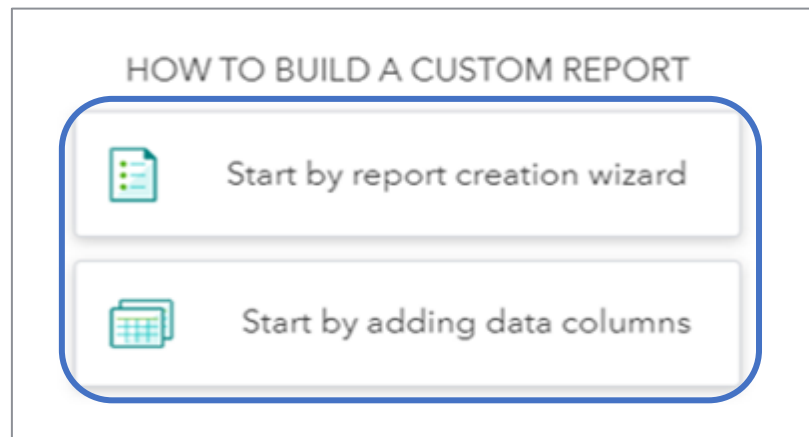 HOW TO BUILD A CUSTOM REPORT
Start by report creation wizard
Start by adding data columns